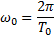 ω₀ = 2π/T₀